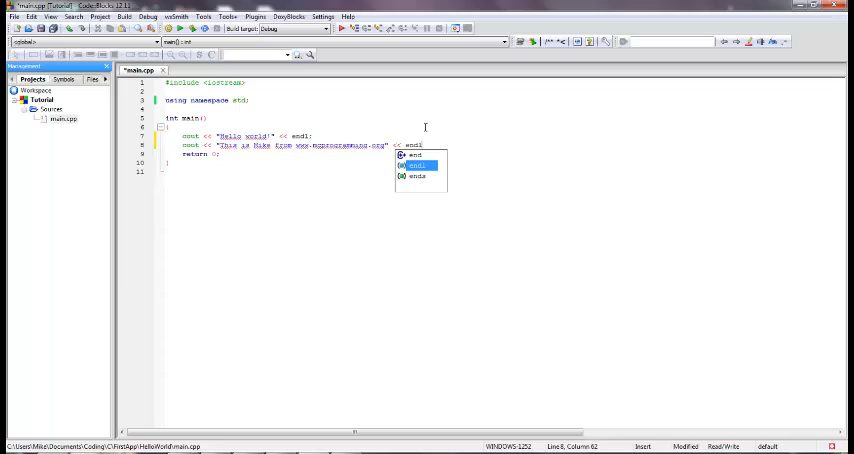 *main.cpp [Tutorial] - Code::Blocks 12.11
File Edit View Search Project Build Debug wxSmith Tools Tools+ Plugins DoxyBlocks Settings Help
Build target: Debug
<global> main() : int
/** *<
Management
*main.cpp
Projects Symbols Files
Workspace
Tutorial
Sources
main.cpp
1 #include <iostream>
2
3 using namespace std;
4
5 int main()
6 {
7 cout << "Hello world!" << endl;
8 cout << "This is Mike from www.mgprogramming.org" << endl
9 return 0;
10 }
11
end
endl
ends
C:\Users\Mike\Documents\Coding\C\FirstApp\HelloWorld\main.cpp WINDOWS-1252 Line 8, Column 62 Insert Modified Read/Write default